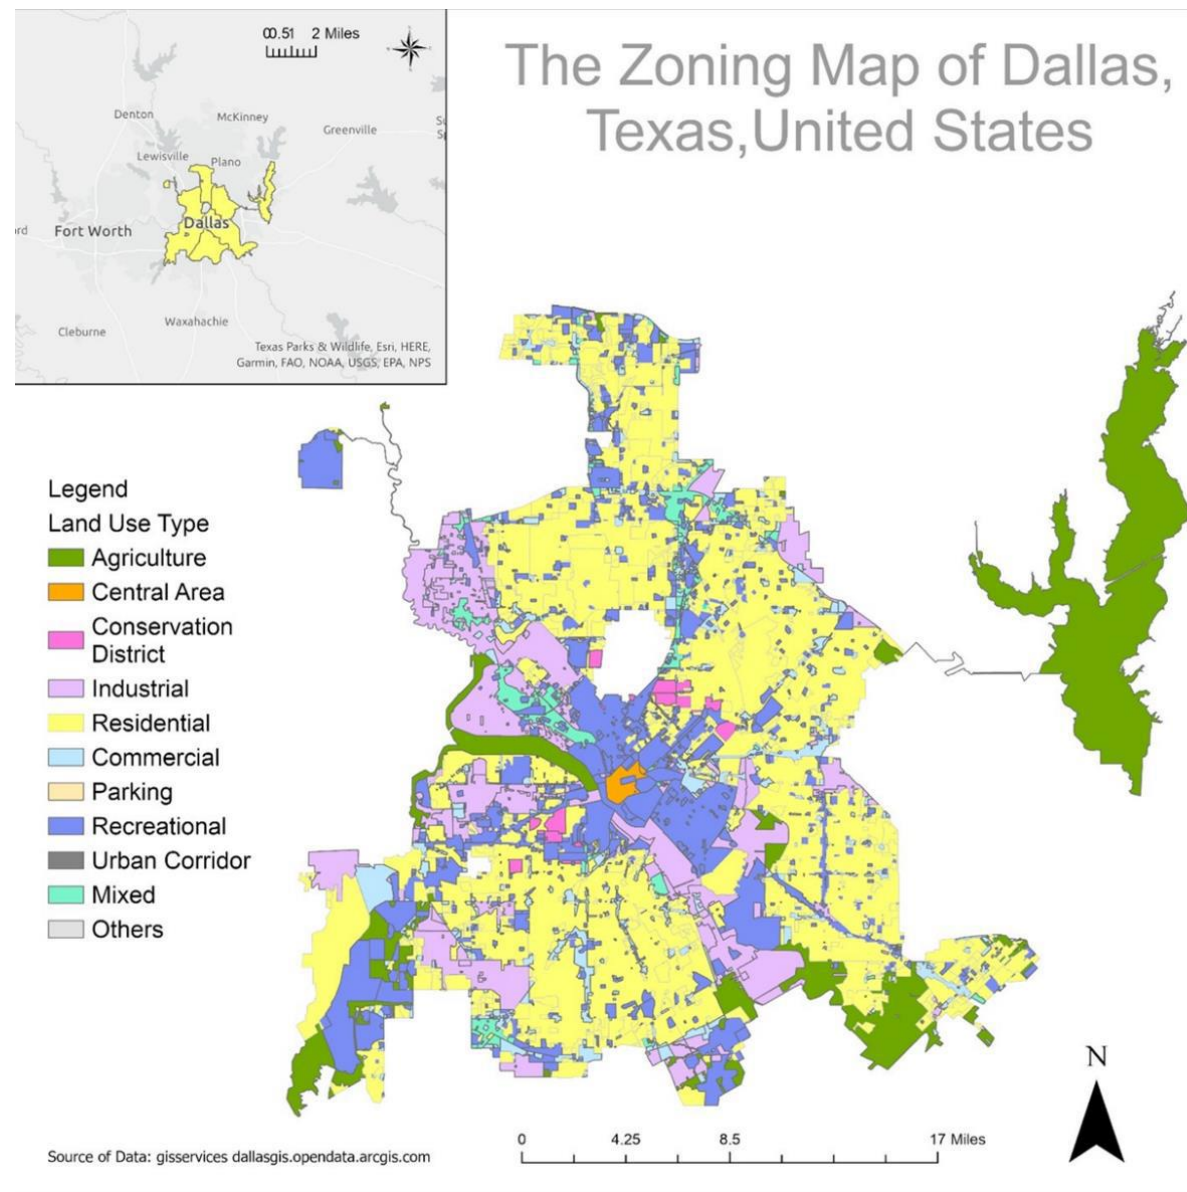 00.51 2 Miles
The Zoning Map of Dallas,
Texas,United States
Denton
McKinney
Greenville
Lewisville
Plano
Dallas
Fort Worth
Waxahachie
Cleburne
Texas Parks & Wildlife, Esri, HERE,
Garmin, FAO, NOAA, USGS, EPA, NPS
Legend
Land Use Type
Agriculture
Central Area
Conservation
District
Industrial
Residential
Commercial
Parking
Recreational
Urban Corridor
Mixed
Others
N
0 4.25 8.5 17 Miles
Source of Data: gisservices dallasgis.opendata.arcgis.com